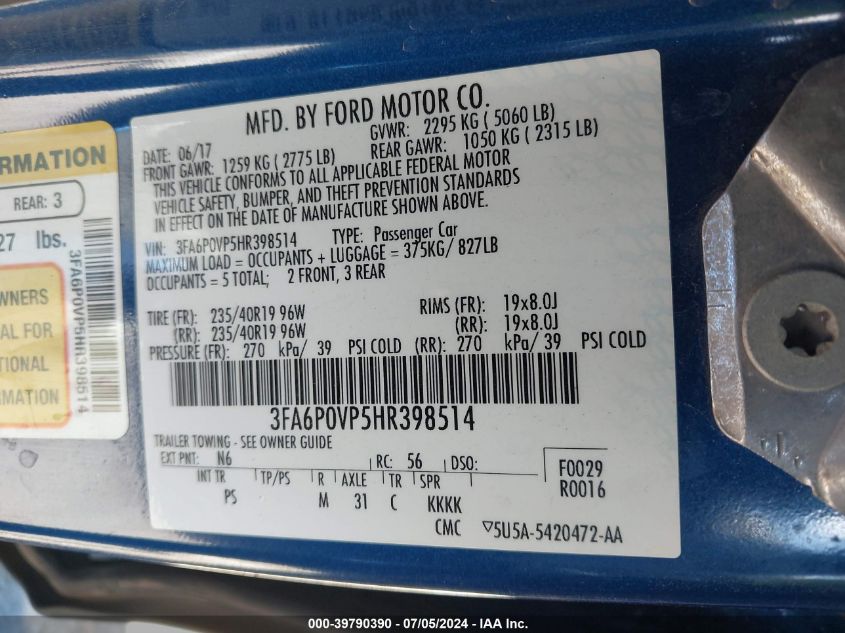 MFD. BY FORD MOTOR CO.
DATE: 06/17 GVWR: 2295 KG ( 5060 LB)
FRONT GAWR: 1259 KG ( 2775 LB) REAR GAWR: 1050 KG ( 2315 LB)
THIS VEHICLE CONFORMS TO ALL APPLICABLE FEDERAL MOTOR
VEHICLE SAFETY, BUMPER, AND THEFT PREVENTION STANDARDS
IN EFFECT ON THE DATE OF MANUFACTURE SHOWN ABOVE.
VIN: 3FA6P0VP5HR398514 TYPE: Passenger Car
MAXIMUM LOAD = OCCUPANTS + LUGGAGE = 375KG/ 827LB
OCCUPANTS = 5 TOTAL; 2 FRONT, 3 REAR
TIRE (FR): 235/40R19 96W RIMS (FR): 19x8.0J
(RR): 235/40R19 96W (RR): 19x8.0J
PRESSURE (FR): 270 kPa/ 39 PSI COLD (RR): 270 kPa/ 39 PSI COLD
3FA6P0VP5HR398514
TRAILER TOWING - SEE OWNER GUIDE
EXT PNT: N6 RC: 56 DSO: F0029
INT TR TP/PS R AXLE TR SPR R0016
PS M 31 C KKKK
CMC ▽5U5A-5420472-AA
RMATION
REAR: 3
27 lbs.
3FA6P0VP5HR398514
WNERS
AL FOR
TIONAL
RMATION
000-39790390 - 07/05/2024 - IAA Inc.